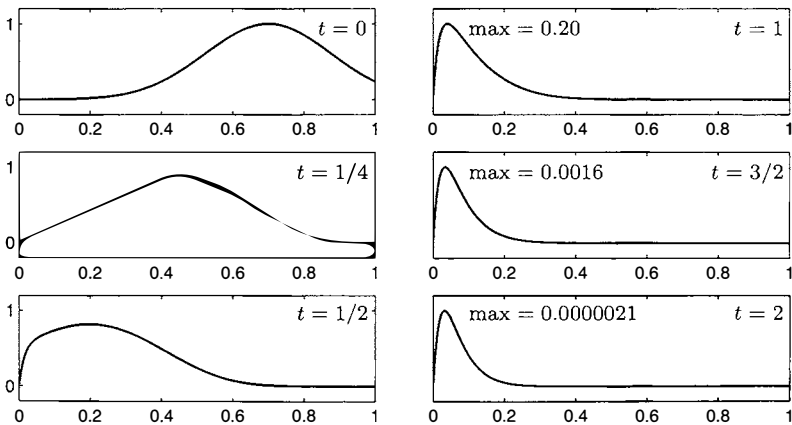 1
t = 0
0
0 0.2 0.4 0.6 0.8 1
1
t = 1/4
0
0 0.2 0.4 0.6 0.8 1
1
t = 1/2
0
0 0.2 0.4 0.6 0.8 1
max = 0.20 t = 1
0 0.2 0.4 0.6 0.8 1
max = 0.0016 t = 3/2
0 0.2 0.4 0.6 0.8 1
max = 0.0000021 t = 2
0 0.2 0.4 0.6 0.8 1